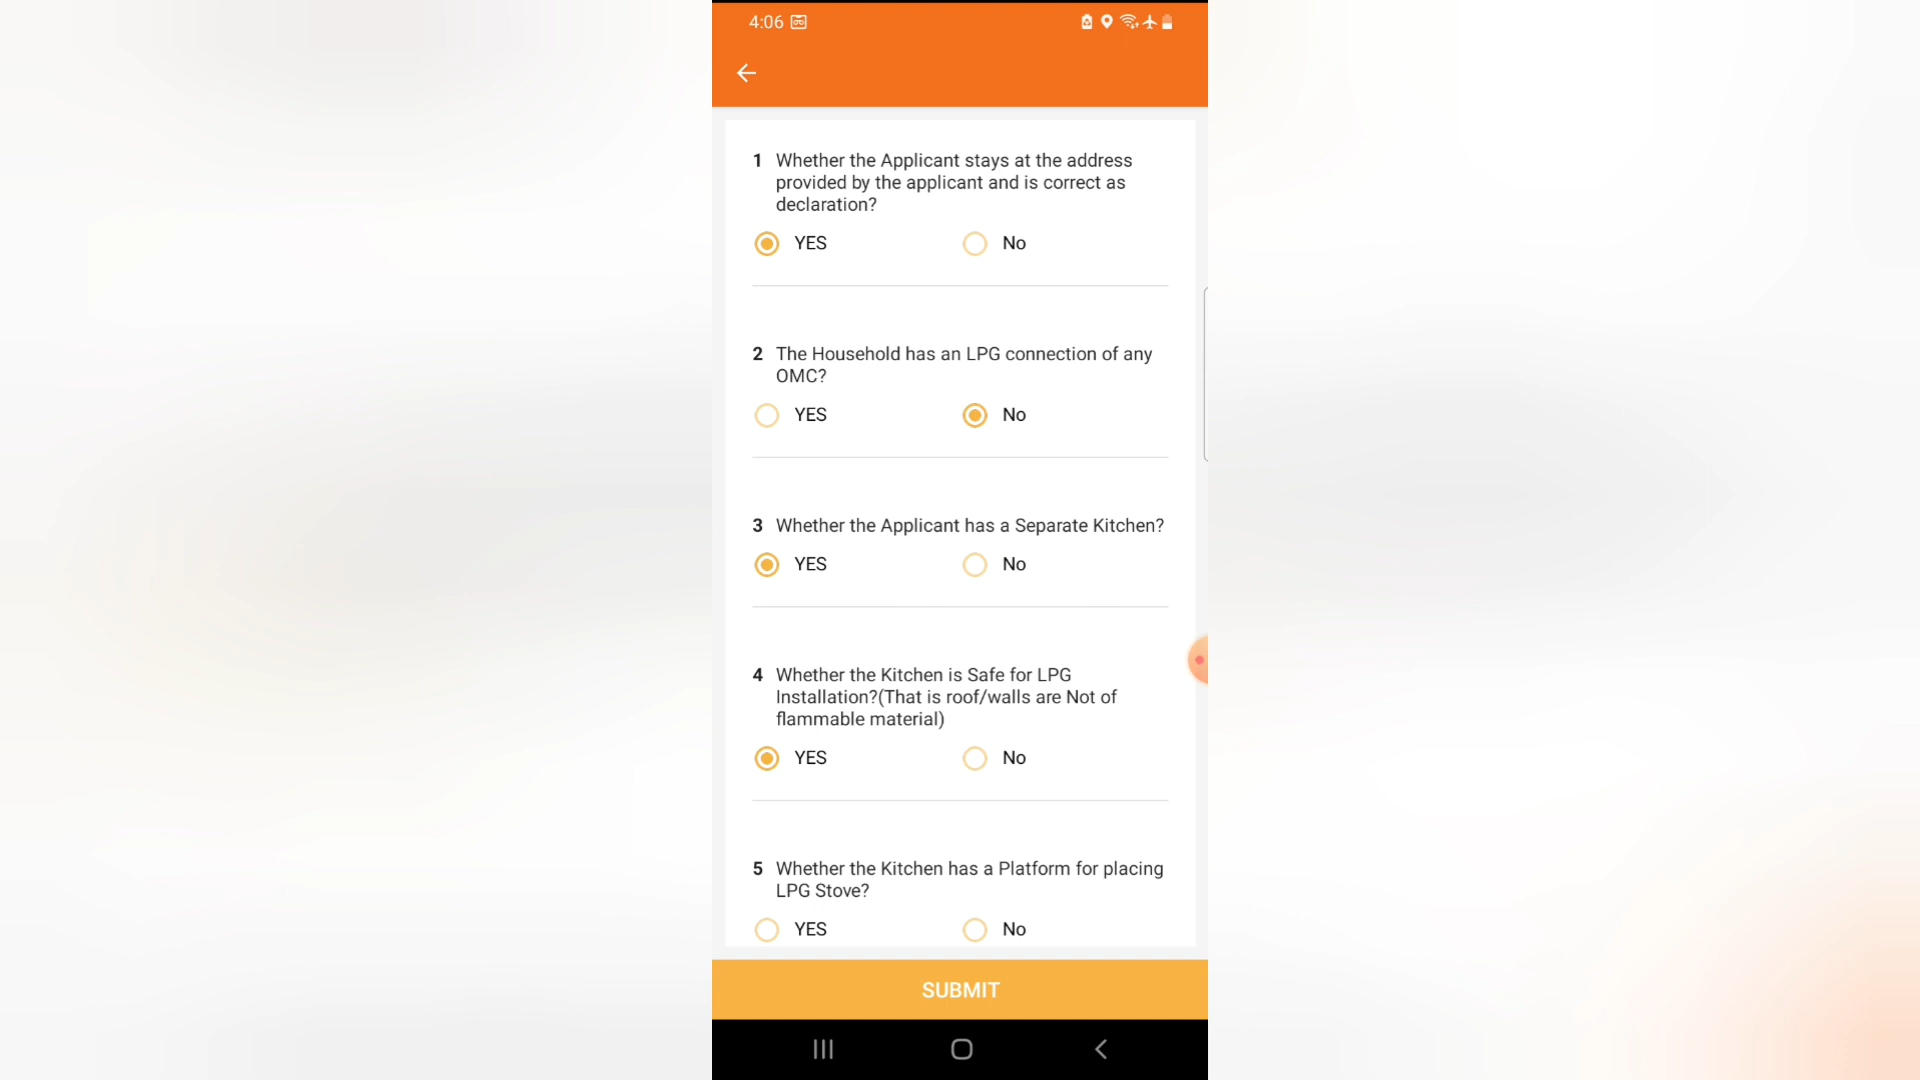 4:06
1 Whether the Applicant stays at the address
provided by the applicant and is correct as
declaration?
YES No
2 The Household has an LPG connection of any
OMC?
YES No
3 Whether the Applicant has a Separate Kitchen?
YES No
4 Whether the Kitchen is Safe for LPG
Installation?(That is roof/walls are Not of
flammable material)
YES No
5 Whether the Kitchen has a Platform for placing
LPG Stove?
YES No
SUBMIT